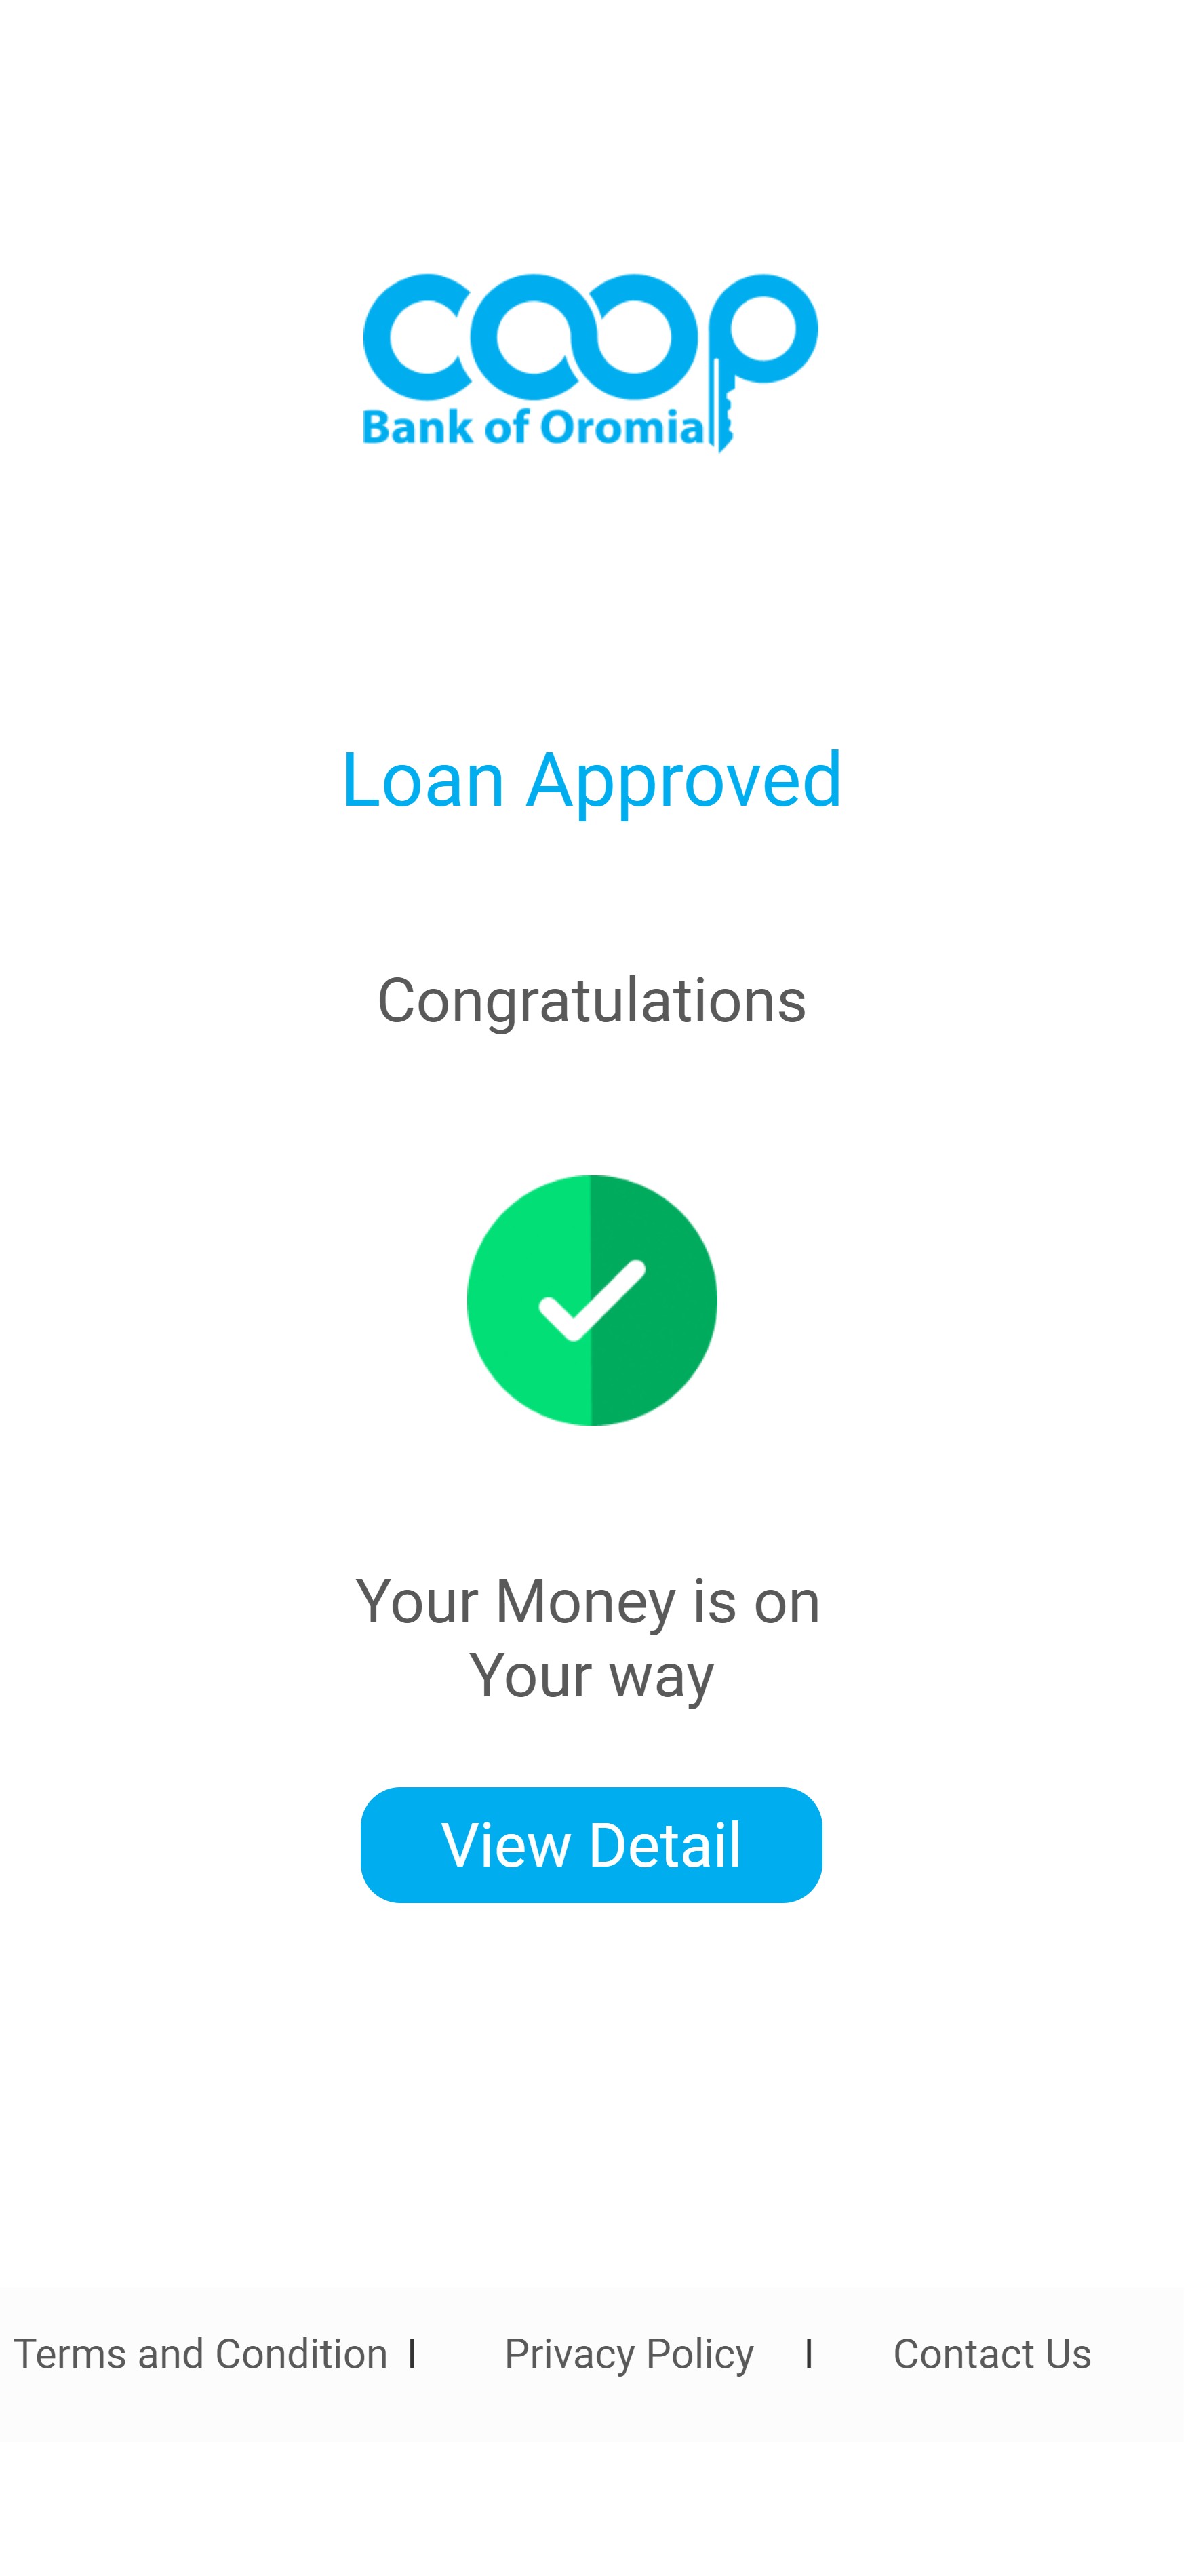 coop
Bank of Oromia
Loan Approved
Congratulations
Your Money is on
Your way
View Detail
Terms and Condition I Privacy Policy I Contact Us